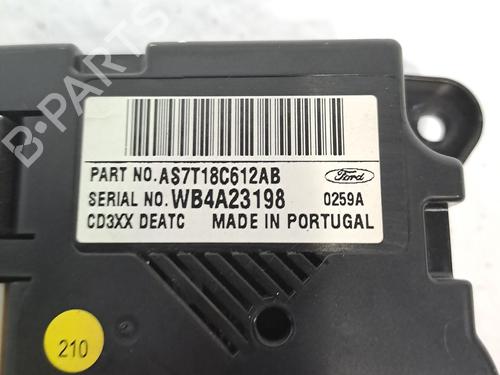 B-PARTS
PART NO. AS7T18C612AB
Ford
SERIAL NO. WB4A23198
0259A
CD3XX DEATC
MADE IN PORTUGAL
210